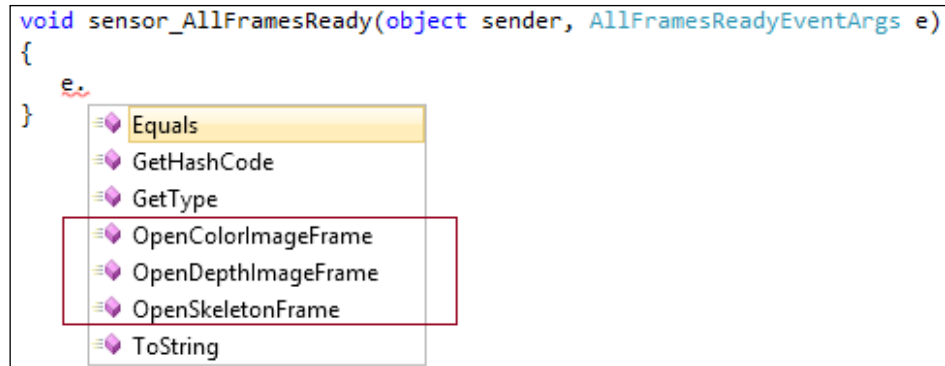 void sensor_AllFramesReady(object sender, AllFramesReadyEventArgs e)
{
e.
}
Equals
GetHashCode
GetType
OpenColorImageFrame
OpenDepthImageFrame
OpenSkeletonFrame
ToString